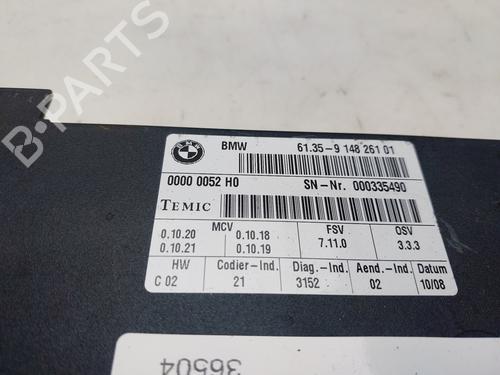 B-PARTS
BMW 61.35-9 148 261 01
0000 0052 H0 SN-Nr. 000335490
TEMIC MCV FSV OSV
0.10.20 0.10.18 7.11.0 3.3.3
0.10.21 0.10.19
HW Codier-Ind. Diag.-Ind. Aend.-Ind. Datum
C 02 21 3152 02 10/08
36504